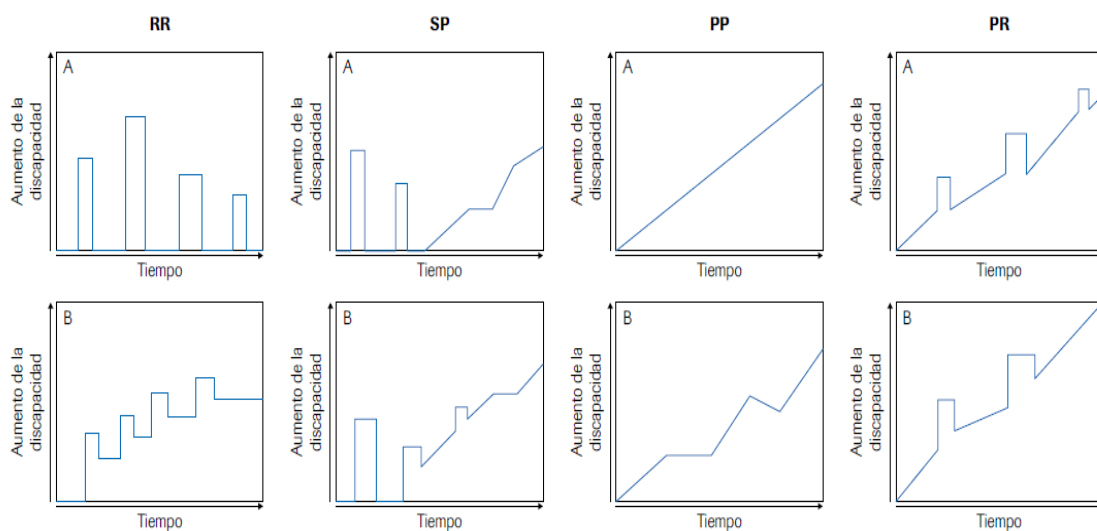 RR SP PP PR
A A A A
Aumento de la
discapacidad
Aumento de la
discapacidad
Aumento de la
discapacidad
Aumento de la
discapacidad
Tiempo Tiempo Tiempo Tiempo
B B B B
Aumento de la
discapacidad
Aumento de la
discapacidad
Aumento de la
discapacidad
Aumento de la
discapacidad
Tiempo Tiempo Tiempo Tiempo